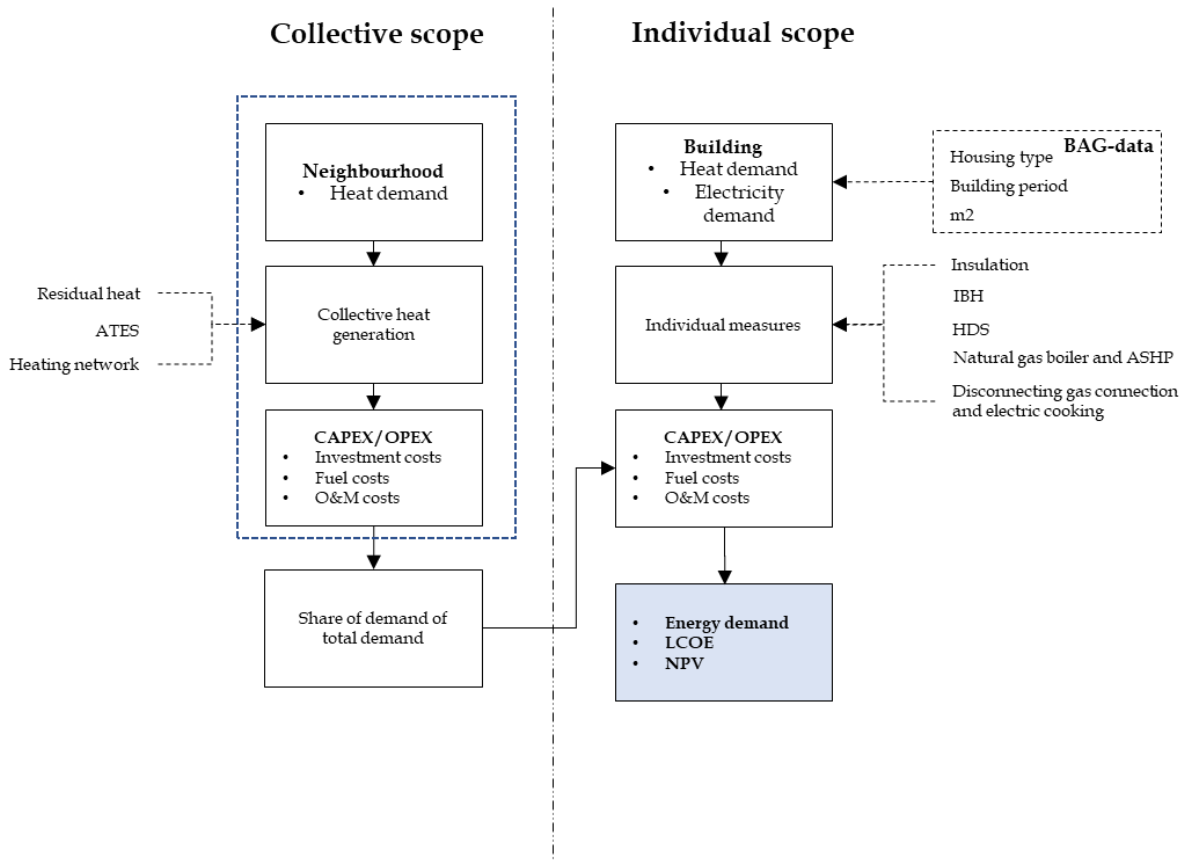 Collective scope
Individual scope
Neighbourhood
• Heat demand
Building
• Heat demand
• Electricity
demand
BAG-data
Housing type
Building period
m2
Residual heat
ATES
Heating network
Collective heat
generation
Individual measures
Insulation
IBH
HDS
Natural gas boiler and ASHP
Disconnecting gas connection
and electric cooking
CAPEX/OPEX
• Investment costs
• Fuel costs
• O&M costs
CAPEX/OPEX
• Investment costs
• Fuel costs
• O&M costs
Share of demand of
total demand
• Energy demand
• LCOE
• NPV